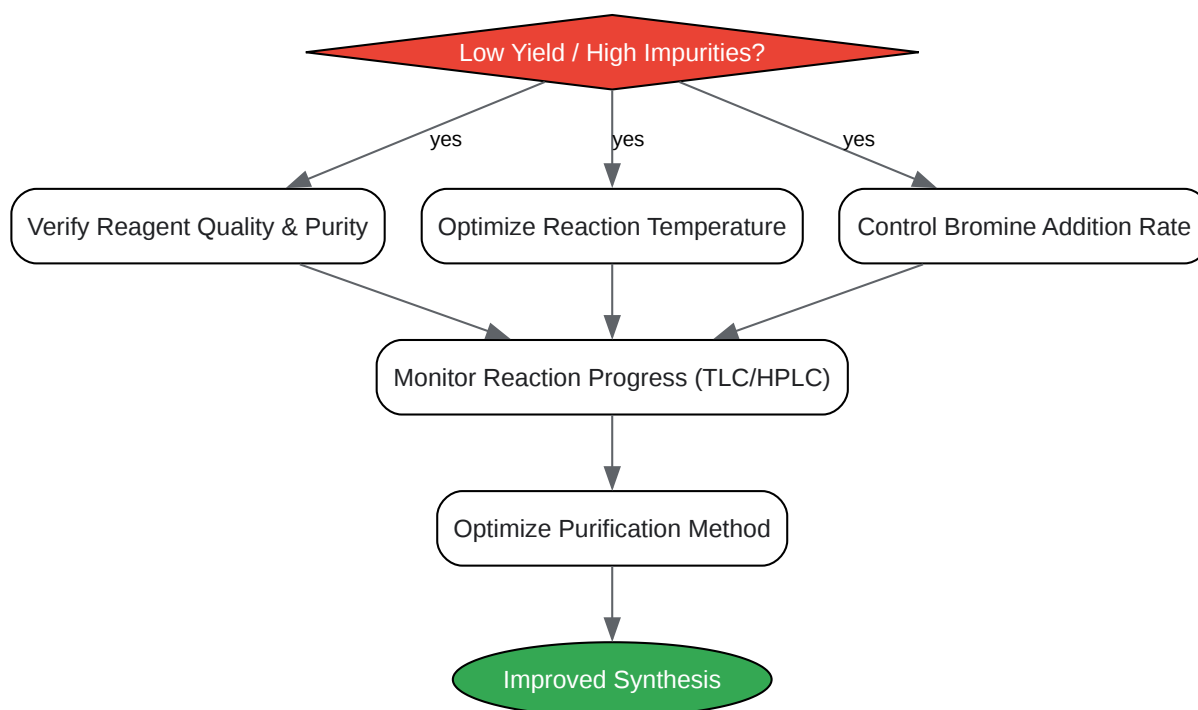 Low Yield / High Impurities?
yes
yes
yes
Verify Reagent Quality & Purity
Optimize Reaction Temperature
Control Bromine Addition Rate
Monitor Reaction Progress (TLC/HPLC)
Optimize Purification Method
Improved Synthesis